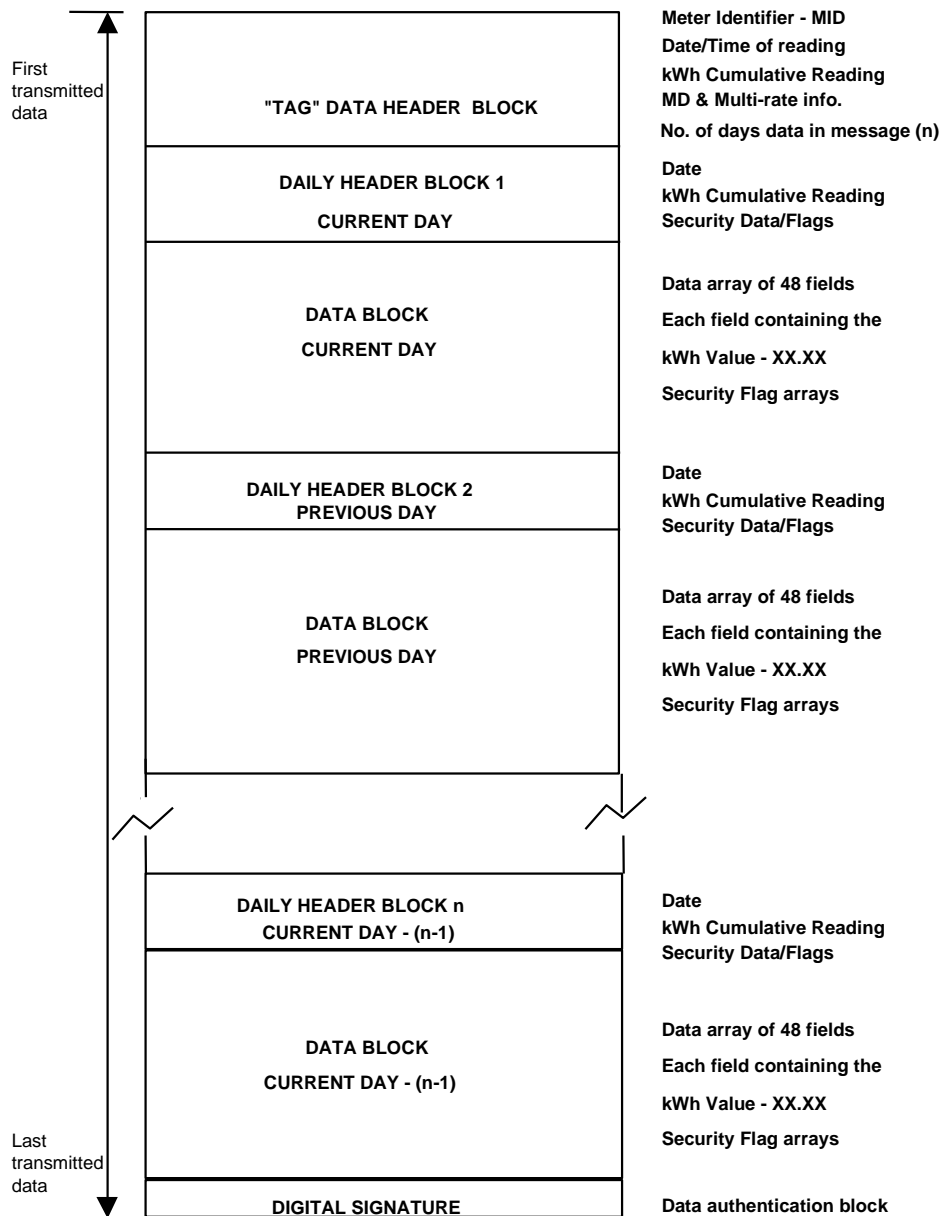 Meter Identifier - MID
Date/Time of reading
First
transmitted
data
kWh Cumulative Reading
"TAG" DATA HEADER BLOCK
MD & Multi-rate info.
No. of days data in message (n)
DAILY HEADER BLOCK 1
CURRENT DAY
Date
kWh Cumulative Reading
Security Data/Flags
DATA BLOCK
CURRENT DAY
Data array of 48 fields
Each field containing the
kWh Value - XX.XX
Security Flag arrays
DAILY HEADER BLOCK 2
PREVIOUS DAY
Date
kWh Cumulative Reading
Security Data/Flags
DATA BLOCK
PREVIOUS DAY
Data array of 48 fields
Each field containing the
kWh Value - XX.XX
Security Flag arrays
DAILY HEADER BLOCK n
CURRENT DAY - (n-1)
Date
kWh Cumulative Reading
Security Data/Flags
DATA BLOCK
CURRENT DAY - (n-1)
Data array of 48 fields
Each field containing the
kWh Value - XX.XX
Security Flag arrays
Last
transmitted
data
DIGITAL SIGNATURE
Data authentication block